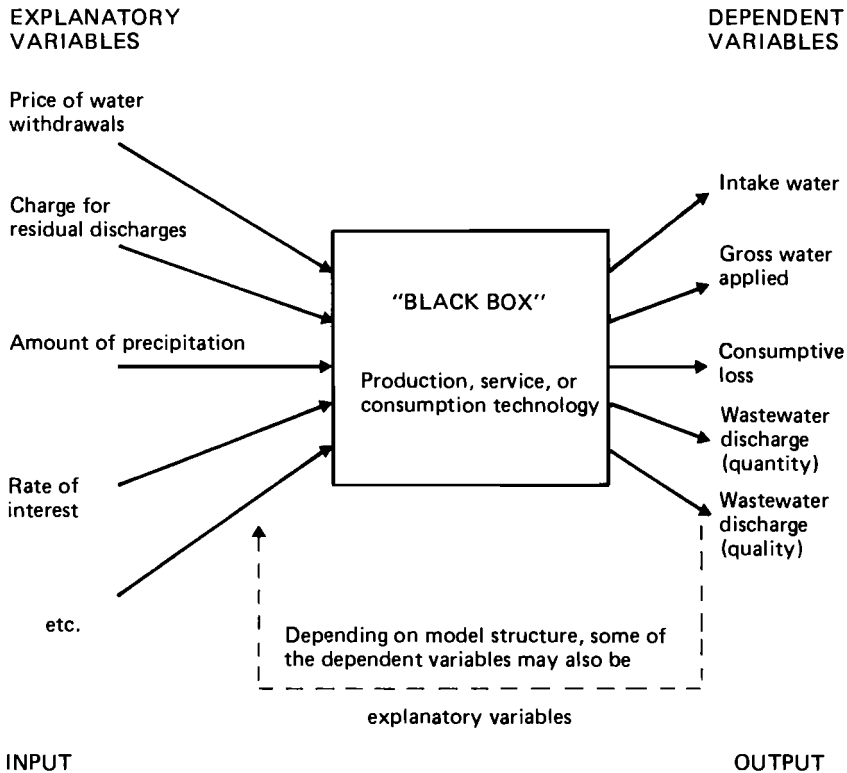 EXPLANATORY
VARIABLES
DEPENDENT
VARIABLES
Price of water
withdrawals
Charge for
residual discharges
Amount of precipitation
Rate of
interest
etc.
"BLACK BOX"
Production, service, or
consumption technology
Intake water
Gross water
applied
Consumptive
loss
Wastewater
discharge
(quantity)
Wastewater
discharge
(quality)
Depending on model structure, some of
the dependent variables may also be
explanatory variables
INPUT
OUTPUT